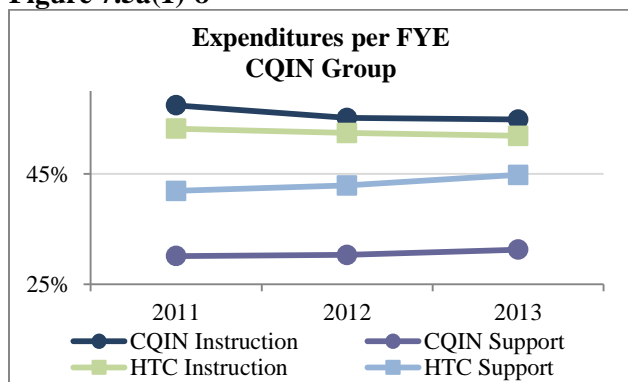 Expenditures per FYE
CQIN Group
45%
25%
2011 2012 2013
CQIN Instruction CQIN Support
HTC Instruction HTC Support